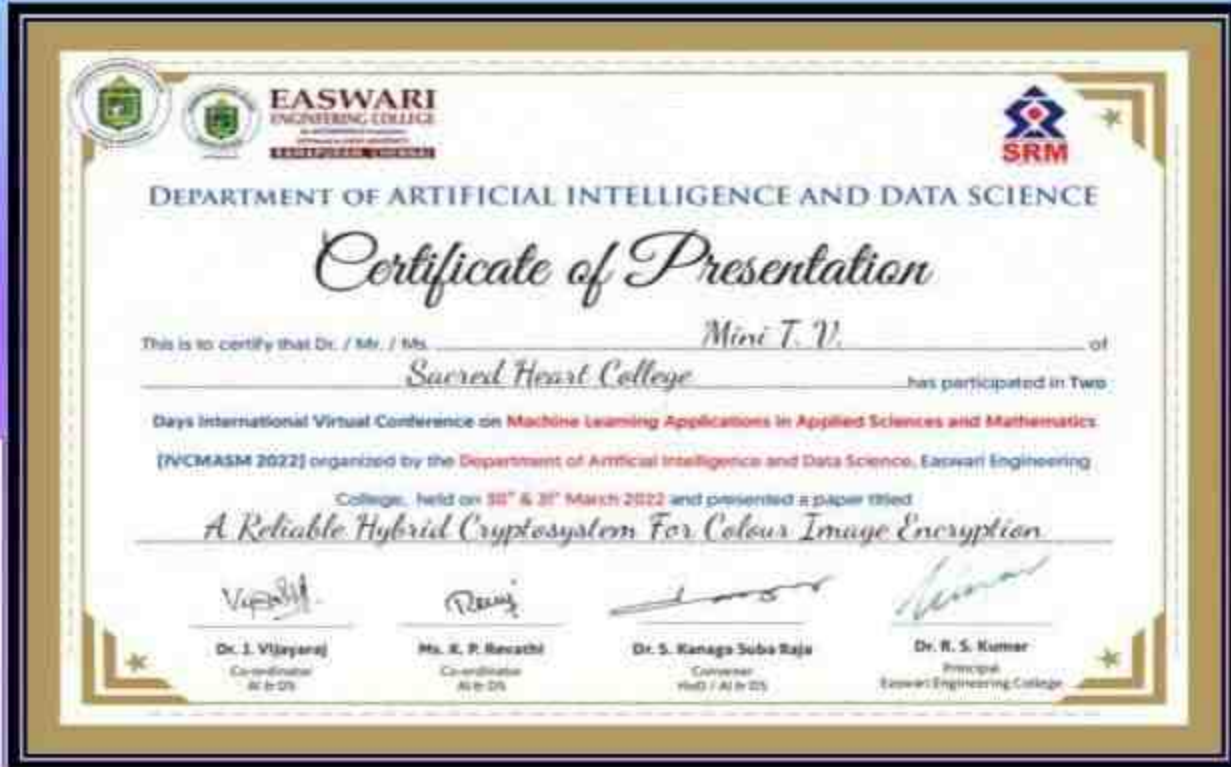 EASWARI
ENGINEERING COLLEGE
SRM
DEPARTMENT OF ARTIFICIAL INTELLIGENCE AND DATA SCIENCE
Certificate of Presentation
This is to certify that Dr. / Mr. / Ms. Mini T. V. of
Sacred Heart College has participated in Two
Days International Virtual Conference on Machine Learning Applications in Applied Sciences and Mathematics
[IVCMASM 2022] organized by the Department of Artificial Intelligence and Data Science, Easwari Engineering
College, held on 30th & 31st March 2022 and presented a paper titled
A Reliable Hybrid Cryptosystem For Colour Image Encryption
Dr. J. Vijayaraj Ms. K. P. Revathi Dr. S. Kanaga Suba Raja Dr. R. S. Kumar
Co-ordinator Co-ordinator Convener Principal
AI & DS AI & DS HoD / AI & DS Easwari Engineering College